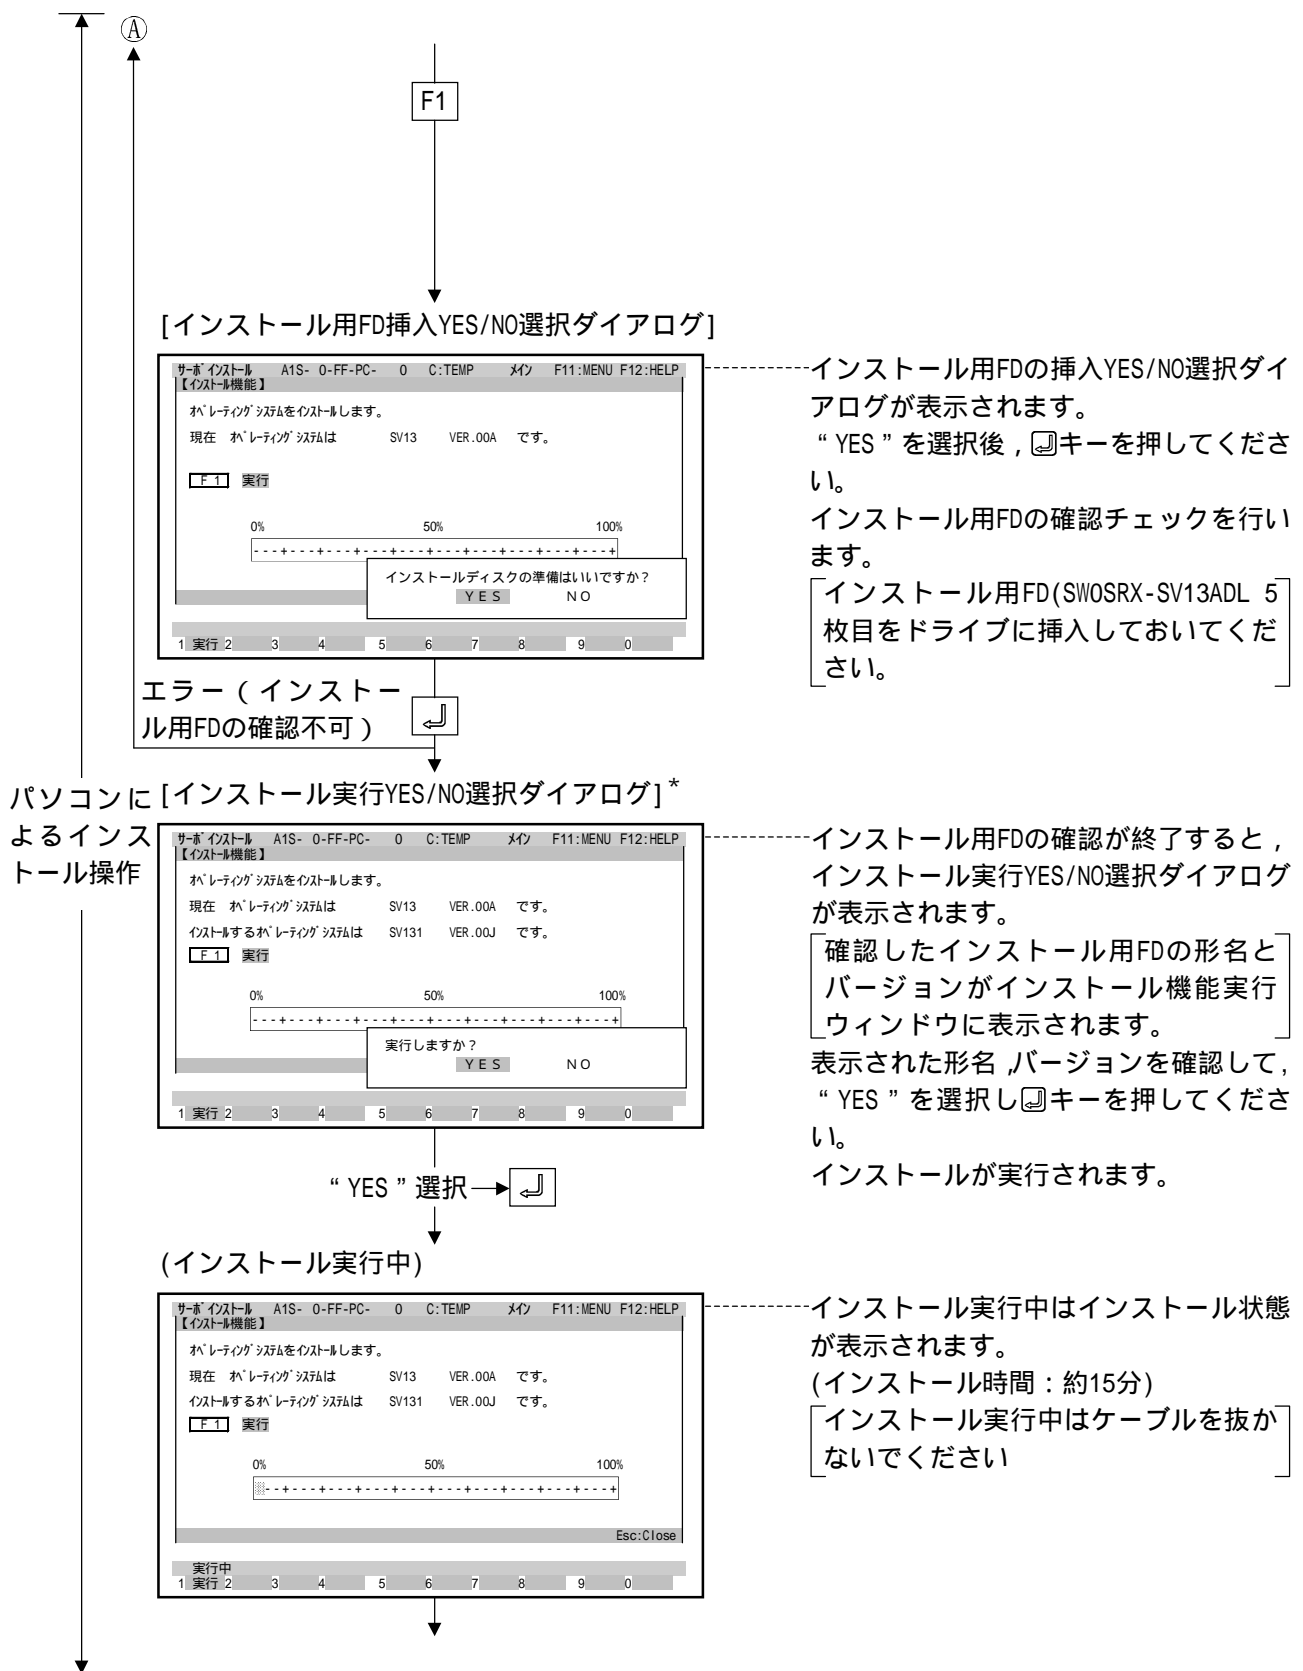 Ⓐ
F1
[インストール用FD挿入YES/NO選択ダイアログ]
サーボインストール A1S- 0-FF-PC- 0 C:TEMP メイン F11:MENU F12:HELP
【インストール機能】
オペレーティングシステムをインストールします。
現在 オペレーティングシステムは SV13 VER.00A です。
F1 実行
0% 50% 100%
---+---+---+---+---+---+---+---+---+---+
インストールディスクの準備はいいですか?
YES NO
1 実行 2 3 4 5 6 7 8 9 0
インストール用FDの挿入YES/NO選択ダイ
アログが表示されます。
“YES”を選択後,キーを押してくださ
い。
インストール用FDの確認チェックを行い
ます。
インストール用FD(SW0SRX-SV13ADL 5
枚目をドライブに挿入しておいてくだ
さい。
エラー(インストー
ル用FDの確認不可)
パソコンに
よるインス
トール操作
[インストール実行YES/NO選択ダイアログ]*
サーボインストール A1S- 0-FF-PC- 0 C:TEMP メイン F11:MENU F12:HELP
【インストール機能】
オペレーティングシステムをインストールします。
現在 オペレーティングシステムは SV13 VER.00A です。
インストールするオペレーティングシステムは SV131 VER.00J です。
F1 実行
0% 50% 100%
---+---+---+---+---+---+---+---+---+---+
実行しますか?
YES NO
1 実行 2 3 4 5 6 7 8 9 0
インストール用FDの確認が終了すると,
インストール実行YES/NO選択ダイアログ
が表示されます。
確認したインストール用FDの形名と
バージョンがインストール機能実行
ウィンドウに表示されます。
表示された形名,バージョンを確認して,
“YES”を選択しキーを押してくださ
い。
インストールが実行されます。
“YES”選択
(インストール実行中)
サーボインストール A1S- 0-FF-PC- 0 C:TEMP メイン F11:MENU F12:HELP
【インストール機能】
オペレーティングシステムをインストールします。
現在 オペレーティングシステムは SV13 VER.00A です。
インストールするオペレーティングシステムは SV131 VER.00J です。
F1 実行
0% 50% 100%
--+---+---+---+---+---+---+---+---+---+
Esc:Close
実行中
1 実行 2 3 4 5 6 7 8 9 0
インストール実行中はインストール状態
が表示されます。
(インストール時間:約15分)
インストール実行中はケーブルを抜か
ないでください